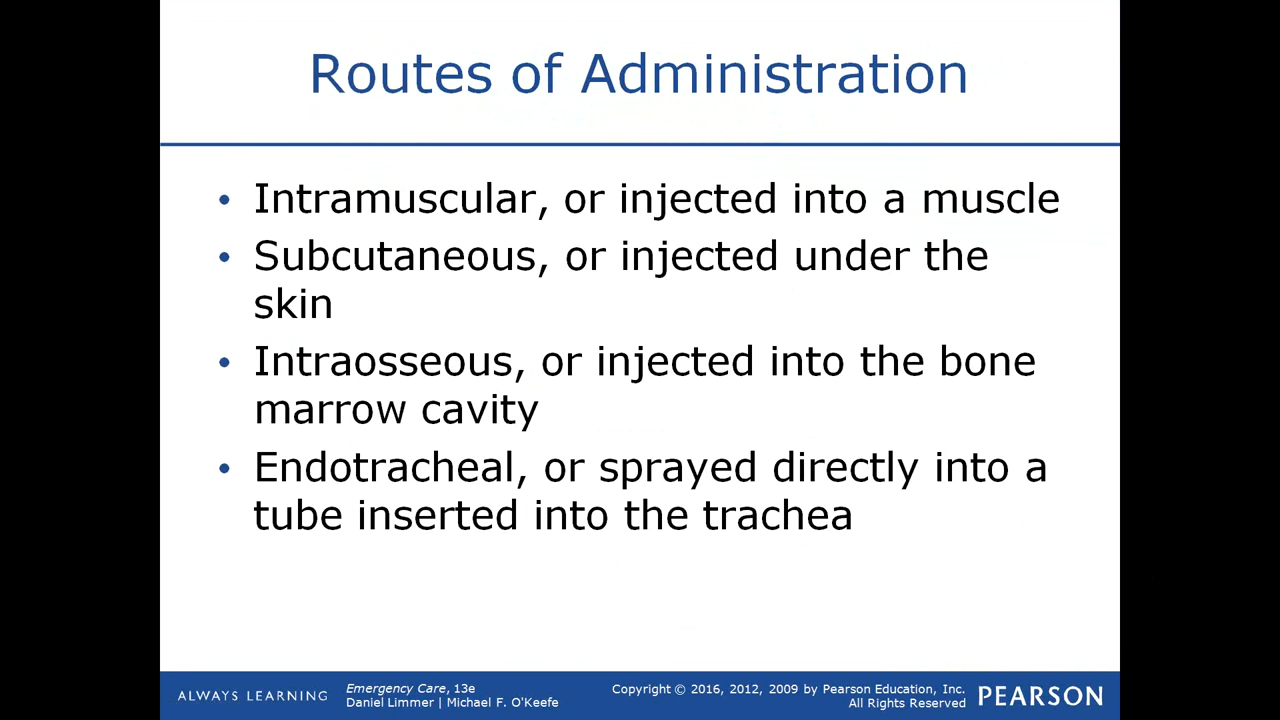 Routes of Administration
• Intramuscular, or injected into a muscle
• Subcutaneous, or injected under the
skin
• Intraosseous, or injected into the bone
marrow cavity
• Endotracheal, or sprayed directly into a
tube inserted into the trachea
ALWAYS LEARNING
Emergency Care, 13e
Daniel Limmer | Michael F. O'Keefe
Copyright © 2016, 2012, 2009 by Pearson Education, Inc.
All Rights Reserved
PEARSON